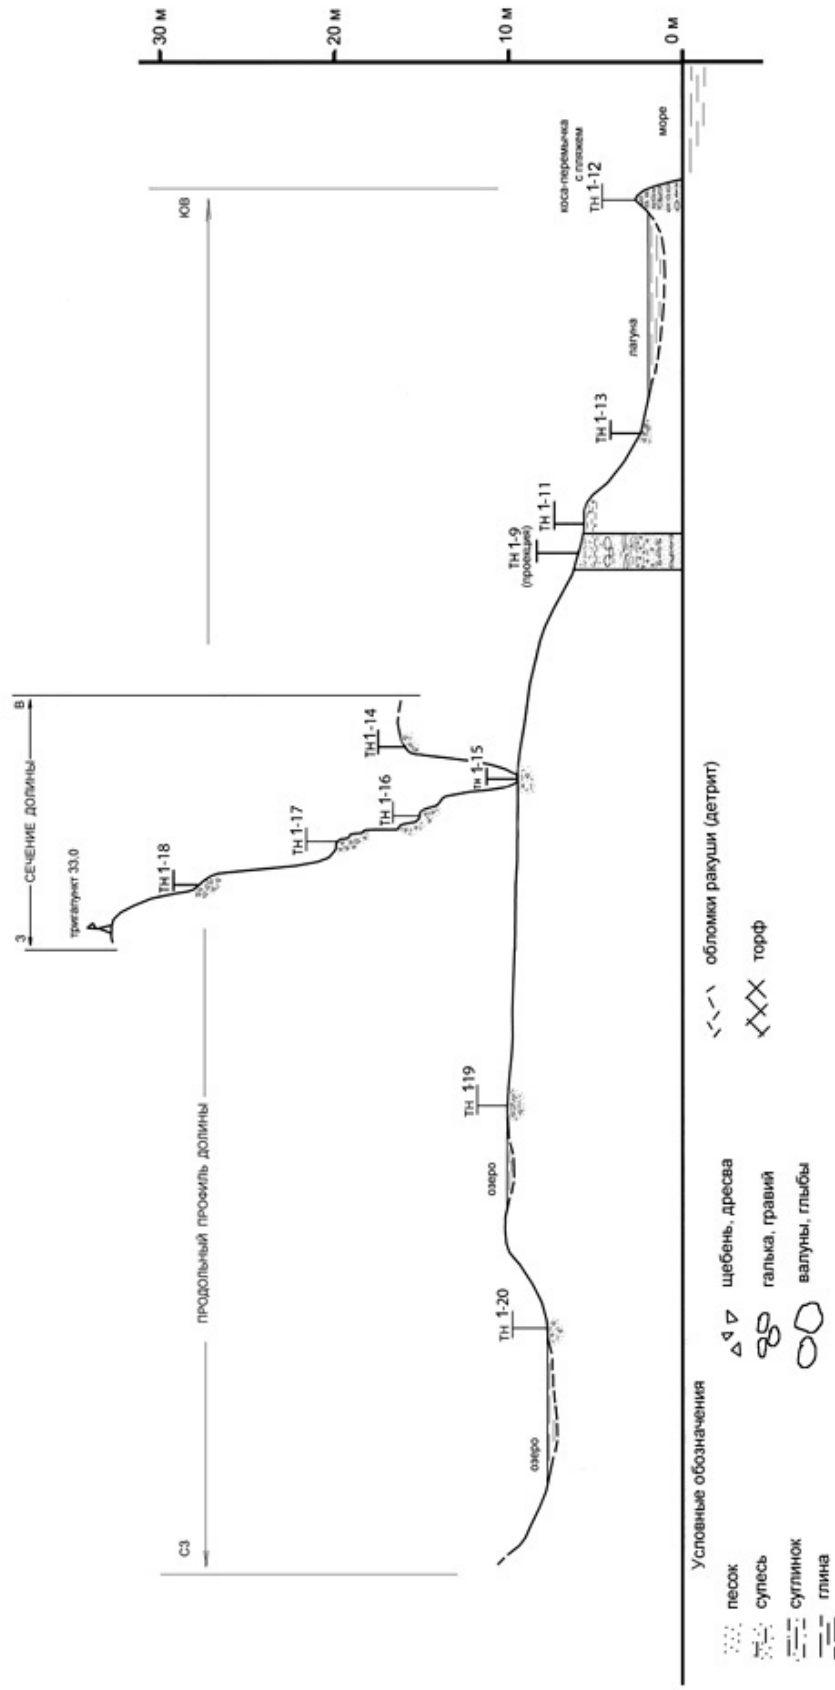 30 м
20 м
10 м
0 м
СЕЧЕНИЕ ДОЛИНЫ
З
В
тригапункт 33.0
ТН 1-18
ТН 1-17
ТН 1-16
ТН 1-15
ТН 1-14
ПРОДОЛЬНЫЙ ПРОФИЛЬ ДОЛИНЫ
СЗ
ЮВ
озеро
ТН 1-20
озеро
ТН 1-19
ТН 1-9
(проекция)
ТН 1-11
ТН 1-13
лагуна
коса-перемычка
с пляжем
ТН 1-12
море
Условные обозначения
песок
супесь
суглинок
глина
щебень, дресва
галька, гравий
валуны, глыбы
обломки ракуши (детрит)
торф